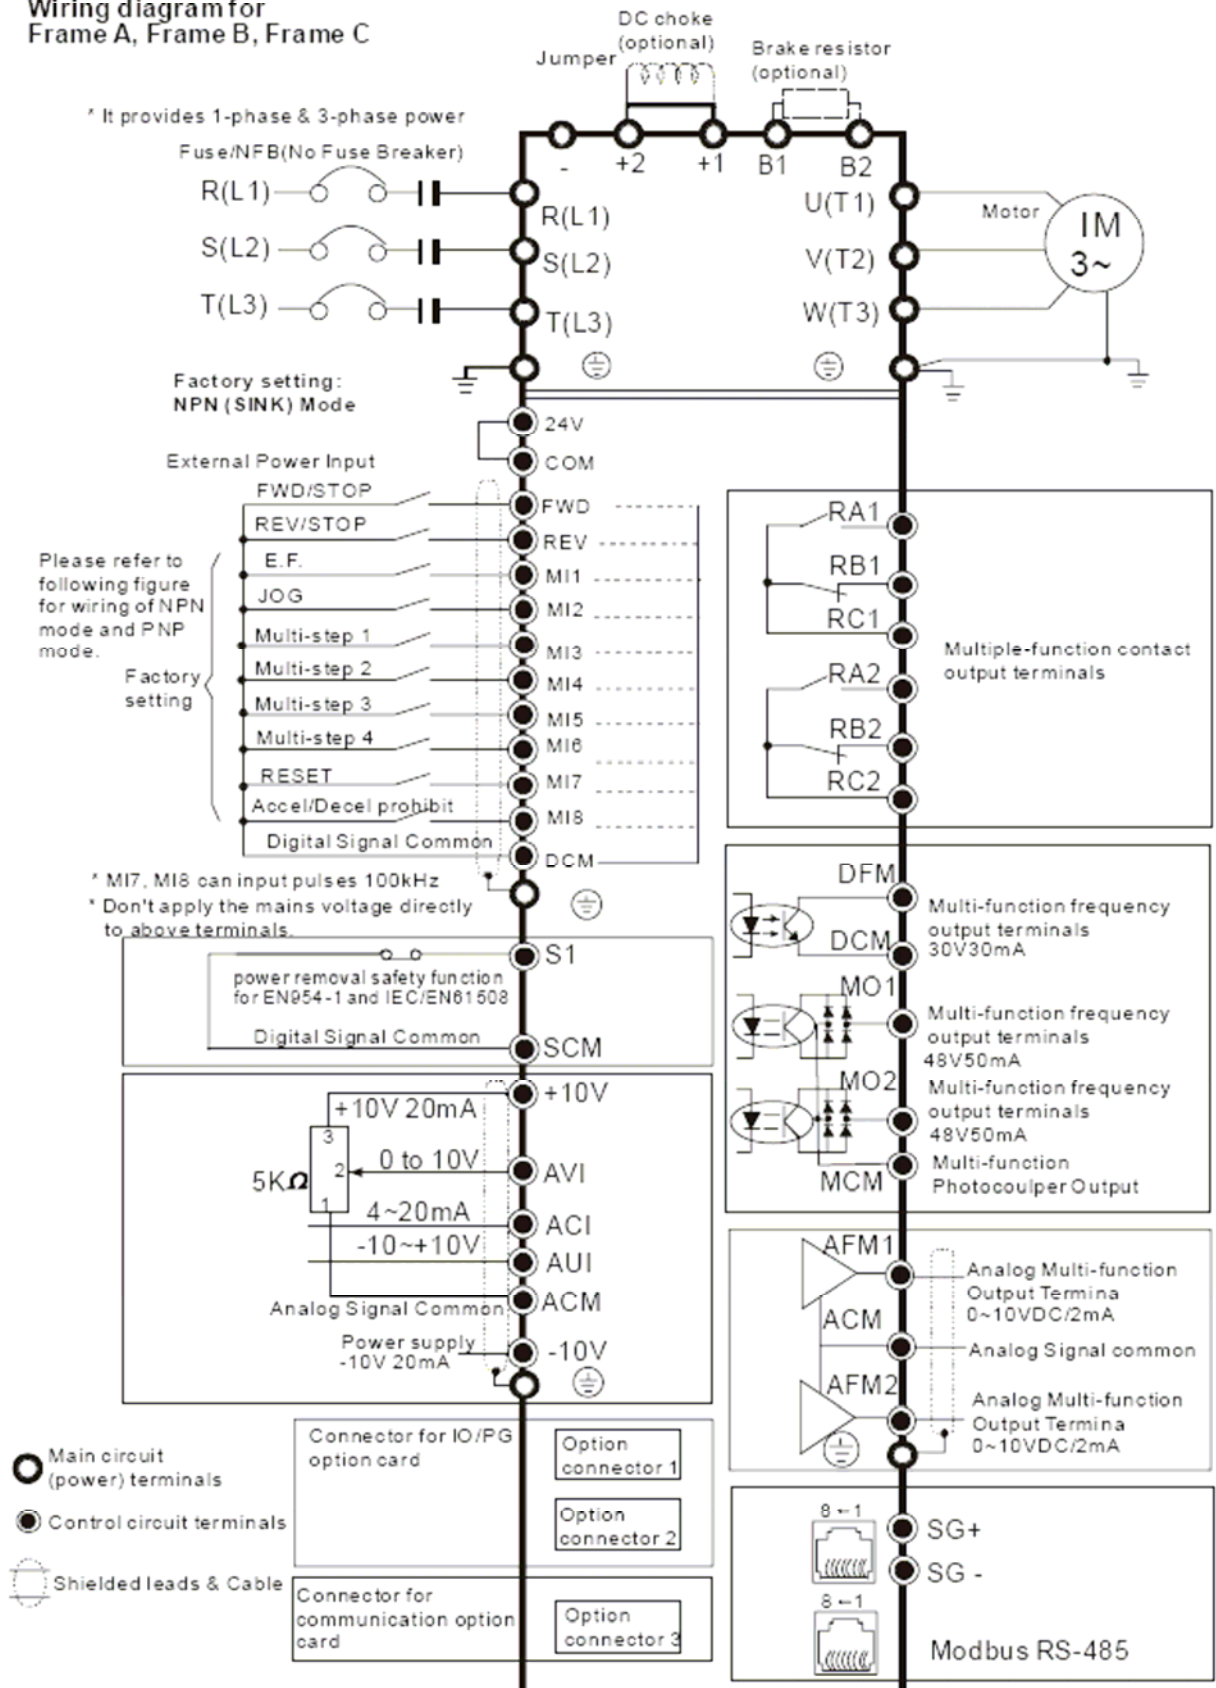 Wiring diagram for
Frame A, Frame B, Frame C
DC choke
(optional)
Jumper
Brake resistor
(optional)
* It provides 1-phase & 3-phase power
Fuse/NFB(No Fuse Breaker)
-
+2
+1
B1
B2
R(L1)
R(L1)
S(L2)
S(L2)
T(L3)
T(L3)
U(T1)
V(T2)
W(T3)
Motor
IM
3~
Factory setting:
NPN (SINK) Mode
24V
COM
External Power Input
FWD/STOP
FWD
REV/STOP
REV
E.F.
MI1
JOG
MI2
Multi-step 1
MI3
Multi-step 2
MI4
Multi-step 3
MI5
Multi-step 4
MI6
RESET
MI7
Accel/Decel prohibit
MI8
Digital Signal Common
DCM
Please refer to
following figure
for wiring of NPN
mode and PNP
mode.
Factory
setting
* MI7, MI8 can input pulses 100kHz
* Don't apply the mains voltage directly
to above terminals.
S1
power removal safety function
for EN954-1 and IEC/EN61508
Digital Signal Common
SCM
+10V
+10V 20mA
3
5KΩ
2
0 to 10V
AVI
1
4~20mA
ACI
-10~+10V
AUI
Analog Signal Common
ACM
Power supply
-10V 20mA
-10V
RA1
RB1
RC1
RA2
RB2
RC2
Multiple-function contact
output terminals
DFM
DCM
Multi-function frequency
output terminals
30V30mA
MO1
Multi-function frequency
output terminals
48V50mA
MO2
Multi-function frequency
output terminals
48V50mA
MCM
Multi-function
Photocoulper Output
AFM1
Analog Multi-function
Output Termina
0~10VDC/2mA
ACM
Analog Signal common
AFM2
Analog Multi-function
Output Termina
0~10VDC/2mA
Main circuit
(power) terminals
Control circuit terminals
Shielded leads & Cable
Connector for IO/PG
option card
Option
connector 1
Option
connector 2
Connector for
communication option
card
Option
connector 3
8←1
SG+
SG -
8←1
Modbus RS-485